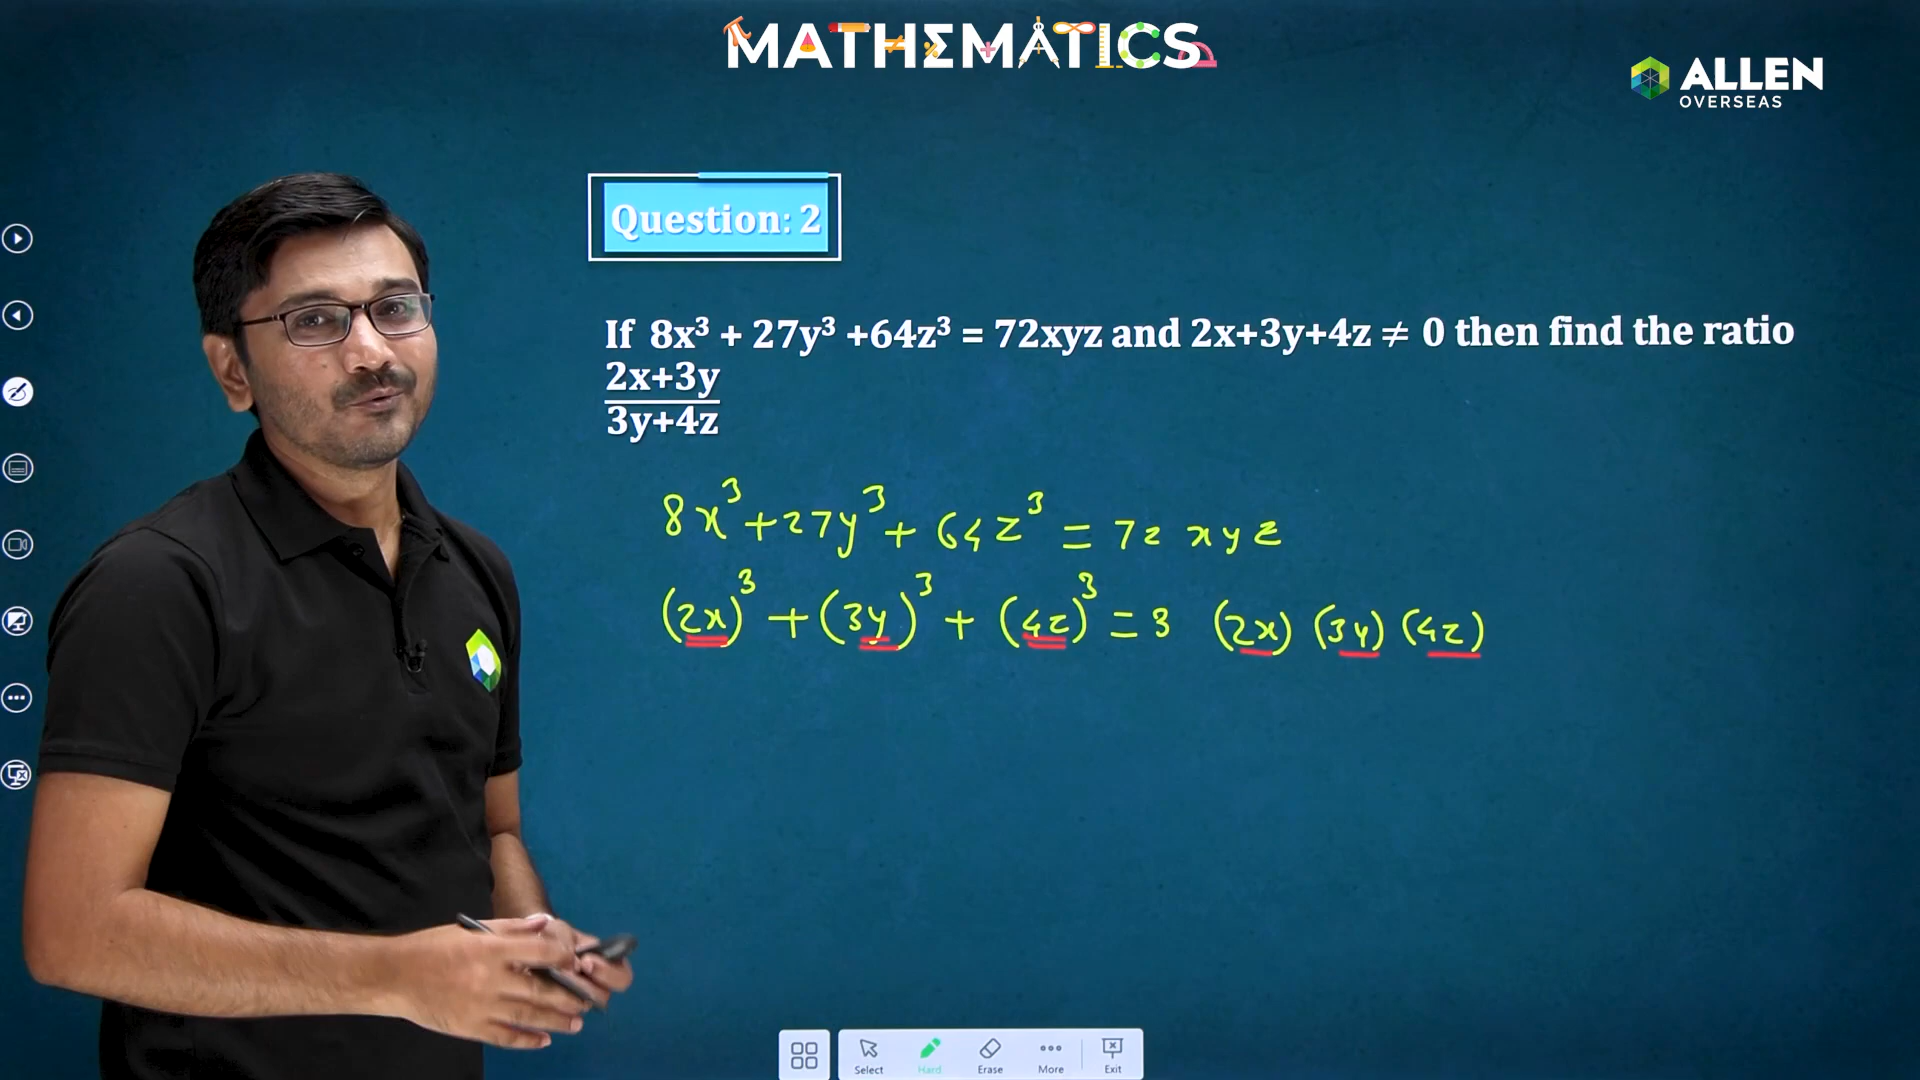 MATHEMATICS
ALLEN
OVERSEAS
Question: 2
If 8x³ + 27y³ +64z³ = 72xyz and 2x+3y+4z ≠ 0 then find the ratio
2x+3y
3y+4z
8x³+27y³+64z³ = 72 xyz
(2x)³ + (3y)³ + (4z)³ = 3 (2x) (3y) (4z)
Select Hard Erase More Exit